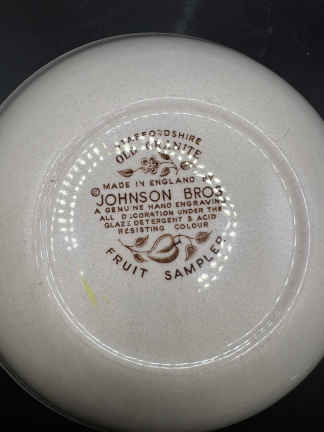 STAFFORDSHIRE
OLD GRANITE
MADE IN ENGLAND BY
© JOHNSON BROS
A GENUINE HAND ENGRAVING
ALL DECORATION UNDER THE
GLAZE DETERGENT & ACID
RESISTING COLOUR
FRUIT SAMPLER